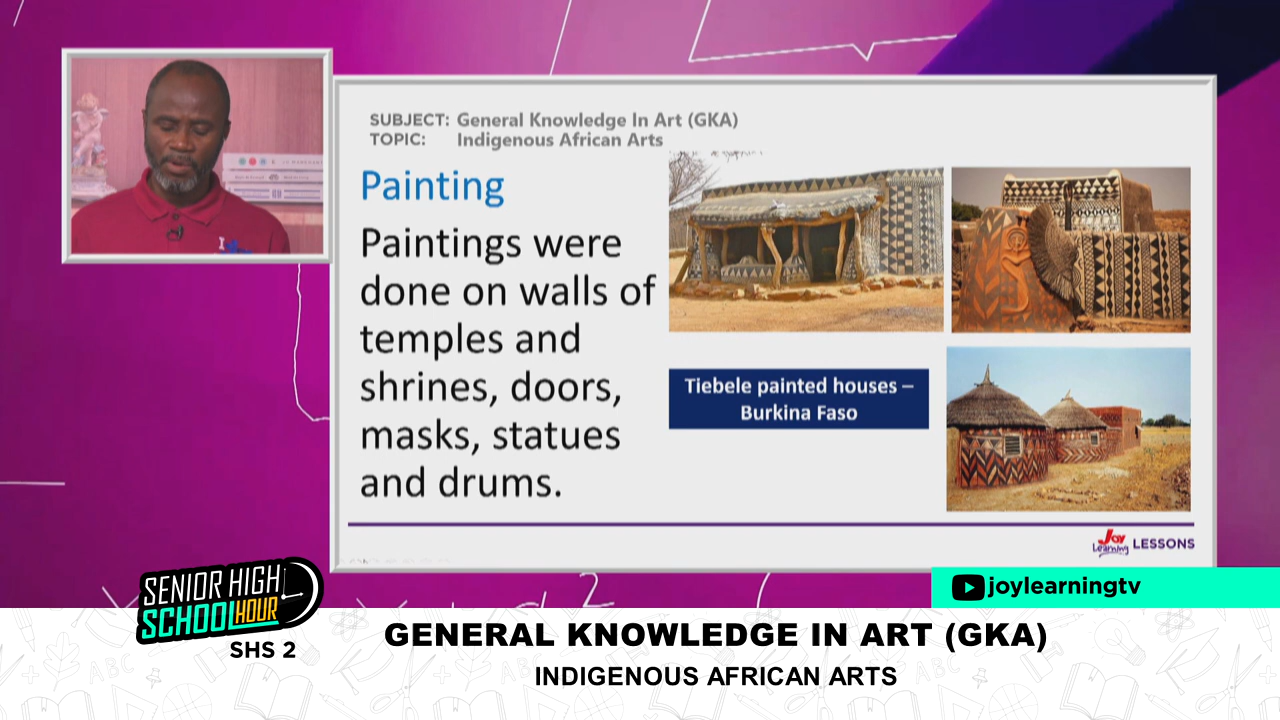 SUBJECT: General Knowledge In Art (GKA)
TOPIC: Indigenous African Arts
Painting
Paintings were
done on walls of
temples and
shrines, doors,
masks, statues
and drums.
Tiebele painted houses –
Burkina Faso
Joy
Learning LESSONS
joylearningtv
SENIOR HIGH
SCHOOL HOUR
SHS 2
GENERAL KNOWLEDGE IN ART (GKA)
INDIGENOUS AFRICAN ARTS